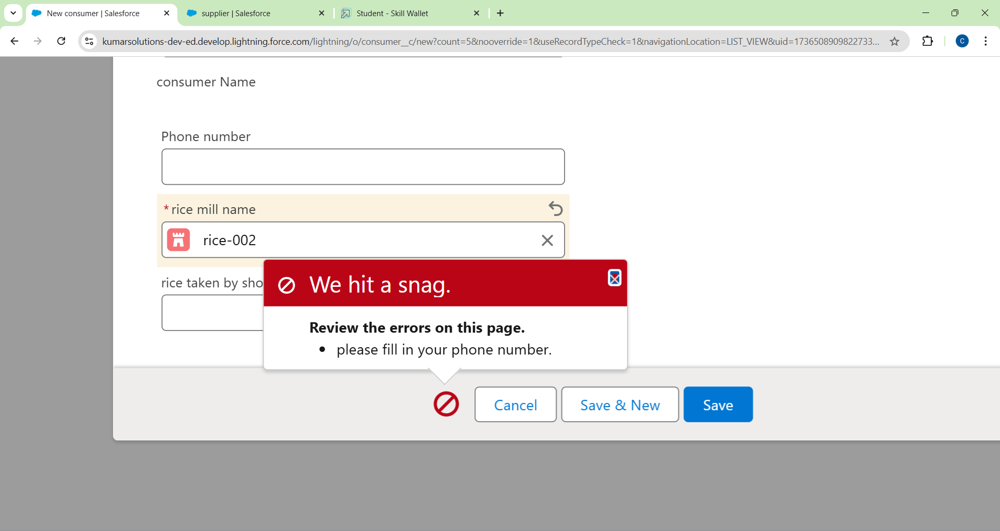 New consumer | Salesforce
supplier | Salesforce
Student - Skill Wallet
kumarsolutions-dev-ed.develop.lightning.force.com/lightning/o/consumer__c/new?count=5&nooverride=1&useRecordTypeCheck=1&navigationLocation=LIST_VIEW&uid=1736508909822733...
C
consumer Name
Phone number
* rice mill name
rice-002
rice taken by sho
We hit a snag.
Review the errors on this page.
• please fill in your phone number.
Cancel
Save & New
Save